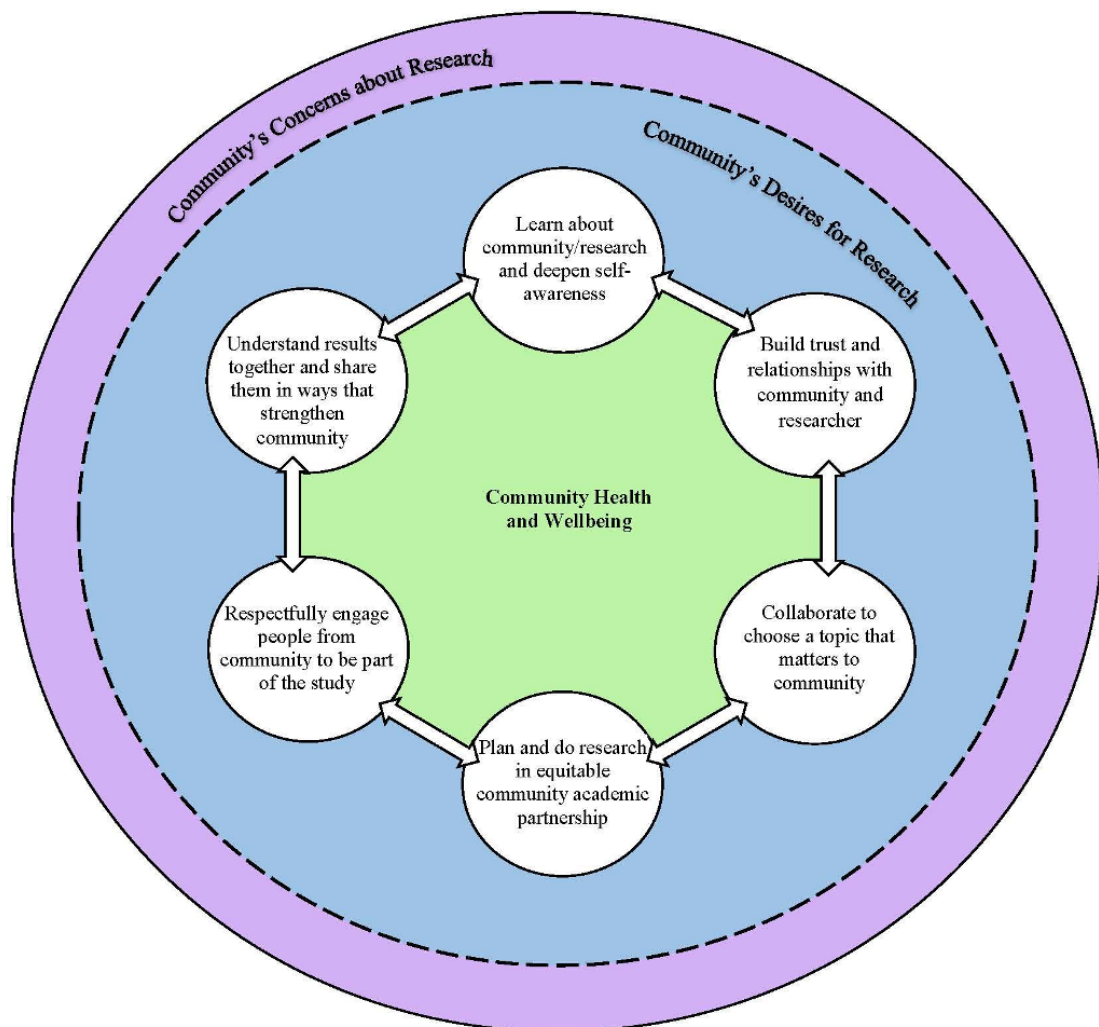 Community's Concerns about Research
Community's Desires for Research
Learn about
community/research
and deepen self-
awareness
Build trust and
relationships with
community and
researcher
Understand results
together and share
them in ways that
strengthen
community
Community Health
and Wellbeing
Respectfully engage
people from
community to be part
of the study
Collaborate to
choose a topic that
matters to
community
Plan and do research
in equitable
community academic
partnership